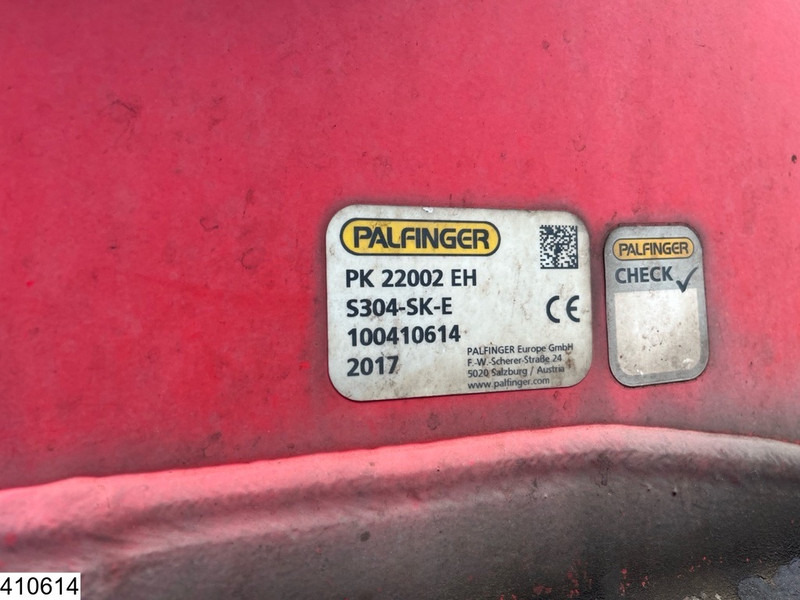 PALFINGER
PK 22002 EH
S304-SK-E
100410614
2017
CE
PALFINGER Europe GmbH
F.-W.-Scherer-Straße 24
5020 Salzburg / Austria
www.palfinger.com
PALFINGER
CHECK
410614